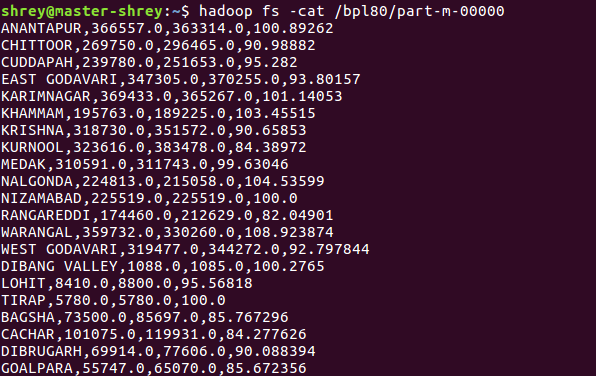 shrey@master-shrey:~$ hadoop fs -cat /bpl80/part-m-00000
ANANTAPUR,366557.0,363314.0,100.89262
CHITTOOR,269750.0,296465.0,90.98882
CUDDAPAH,239780.0,251653.0,95.282
EAST GODAVARI,347305.0,370255.0,93.80157
KARIMNAGAR,369433.0,365267.0,101.14053
KHAMMAM,195763.0,189225.0,103.45515
KRISHNA,318730.0,351572.0,90.65853
KURNOOL,323616.0,383478.0,84.38972
MEDAK,310591.0,311743.0,99.63046
NALGONDA,224813.0,215058.0,104.53599
NIZAMABAD,225519.0,225519.0,100.0
RANGAREDDI,174460.0,212629.0,82.04901
WARANGAL,359732.0,330260.0,108.923874
WEST GODAVARI,319477.0,344272.0,92.797844
DIBANG VALLEY,1088.0,1085.0,100.2765
LOHIT,8410.0,8800.0,95.56818
TIRAP,5780.0,5780.0,100.0
BAGSHA,73500.0,85697.0,85.767296
CACHAR,101075.0,119931.0,84.277626
DIBRUGARH,69914.0,77606.0,90.088394
GOALPARA,55747.0,65070.0,85.672356